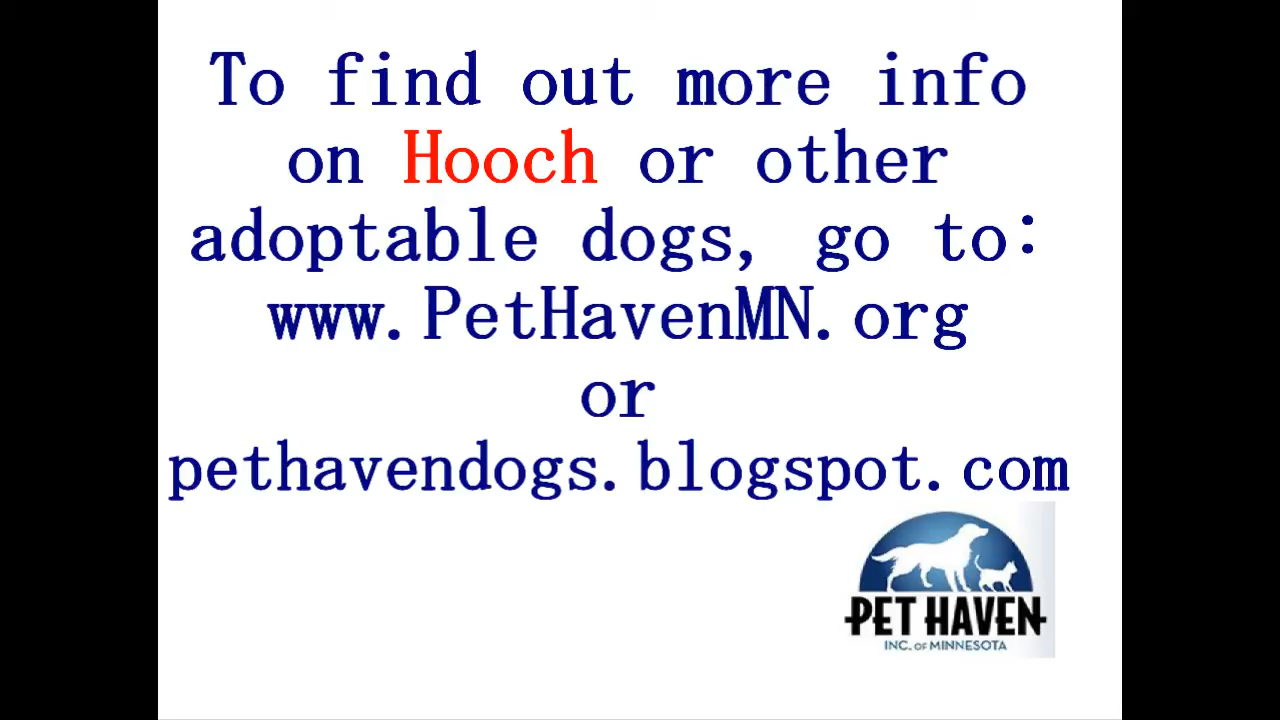 To find out more info
on Hooch or other
adoptable dogs, go to:
www.PetHavenMN.org
or
pethavendogs.blogspot.com
PET HAVEN
INC. OF MINNESOTA